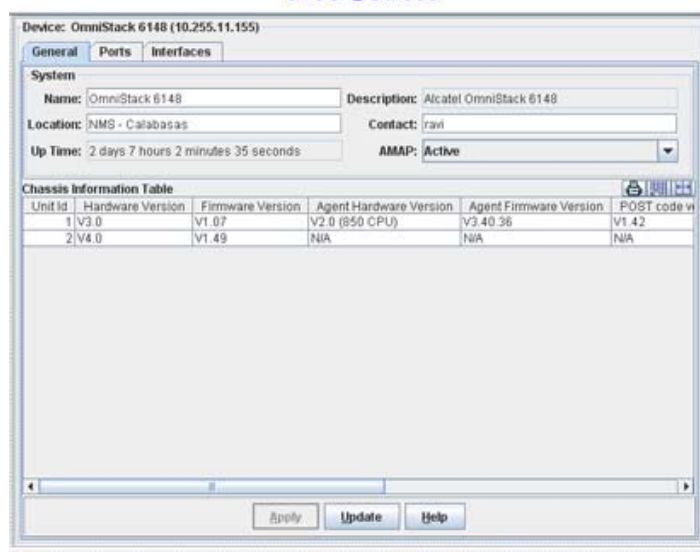 Device: OmniStack 6148 (10.255.11.155)
General Ports Interfaces
System
Name: OmniStack 6148 Description: Alcatel OmniStack 6148
Location: NMS - Calabasas Contact: ravi
Up Time: 2 days 7 hours 2 minutes 35 seconds AMAP: Active
Chassis Information Table
Unit Id Hardware Version Firmware Version Agent Hardware Version Agent Firmware Version POST code v
1 V3.0 V1.07 V2.0 (850 CPU) V3.40.36 V1.42
2 V4.0 V1.49 N/A N/A N/A
Apply Update Help